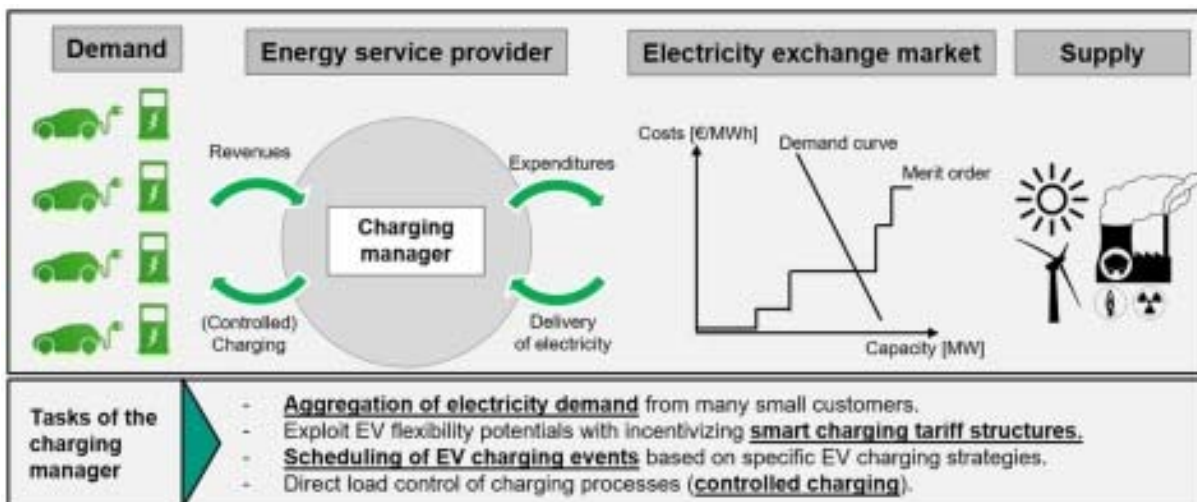 Demand
Energy service provider
Electricity exchange market
Supply
Revenues
Expenditures
Charging
manager
(Controlled)
Charging
Delivery
of electricity
Costs [€/MWh]
Demand curve
Merit order
Capacity [MW]
Tasks of the
charging
manager
- Aggregation of electricity demand from many small customers.
- Exploit EV flexibility potentials with incentivizing smart charging tariff structures.
- Scheduling of EV charging events based on specific EV charging strategies.
- Direct load control of charging processes (controlled charging).